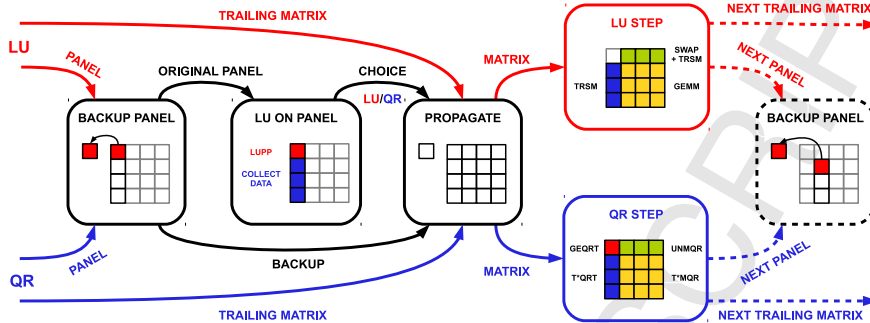 TRAILING MATRIX
LU
PANEL
ORIGINAL PANEL
CHOICE
LU/QR
MATRIX
LU STEP
SWAP
+ TRSM
TRSM
GEMM
NEXT TRAILING MATRIX
NEXT PANEL
BACKUP PANEL
LU ON PANEL
LUPP
COLLECT
DATA
PROPAGATE
BACKUP PANEL
QR STEP
GEQRT
UNMQR
T*QRT
T*MQR
QR
PANEL
BACKUP
MATRIX
TRAILING MATRIX
NEXT PANEL
NEXT TRAILING MATRIX